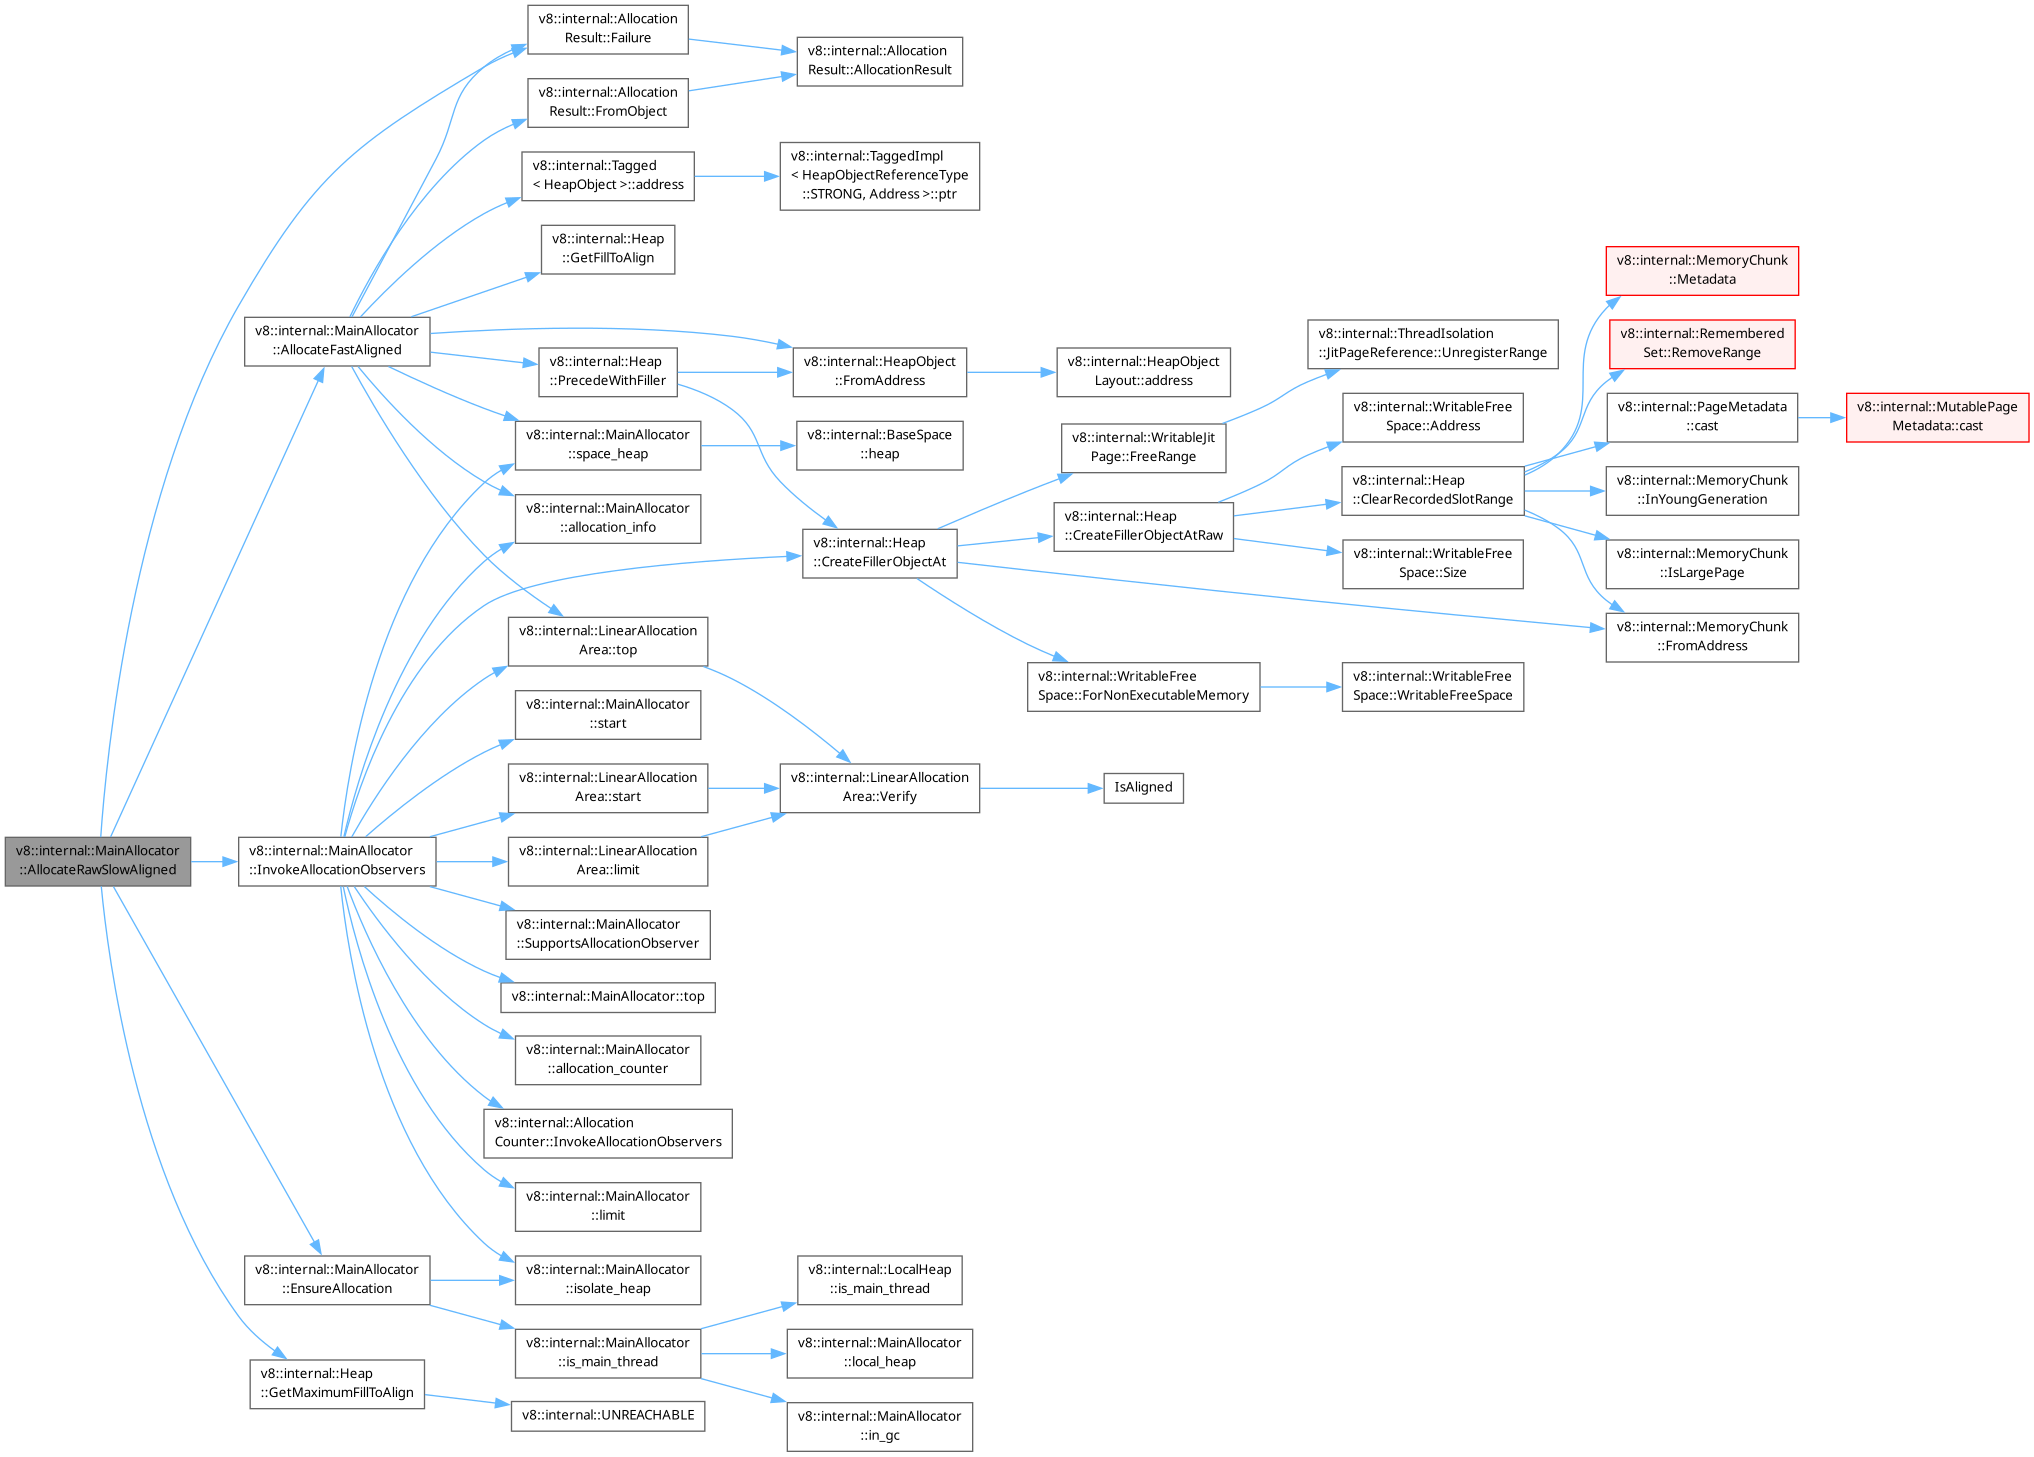 v8::internal::Allocation
Result::Failure
v8::internal::Allocation
Result::AllocationResult
v8::internal::Allocation
Result::FromObject
v8::internal::Tagged
< HeapObject >::address
v8::internal::TaggedImpl
< HeapObjectReferenceType
::STRONG, Address >::ptr
v8::internal::Heap
::GetFillToAlign
v8::internal::MemoryChunk
::Metadata
v8::internal::MainAllocator
::AllocateFastAligned
v8::internal::ThreadIsolation
::JitPageReference::UnregisterRange
v8::internal::Remembered
Set::RemoveRange
v8::internal::Heap
::PrecedeWithFiller
v8::internal::HeapObject
::FromAddress
v8::internal::HeapObject
Layout::address
v8::internal::WritableFree
Space::Address
v8::internal::PageMetadata
::cast
v8::internal::MutablePage
Metadata::cast
v8::internal::MainAllocator
::space_heap
v8::internal::BaseSpace
::heap
v8::internal::WritableJit
Page::FreeRange
v8::internal::Heap
::ClearRecordedSlotRange
v8::internal::MemoryChunk
::InYoungGeneration
v8::internal::MainAllocator
::allocation_info
v8::internal::Heap
::CreateFillerObjectAtRaw
v8::internal::Heap
::CreateFillerObjectAt
v8::internal::WritableFree
Space::Size
v8::internal::MemoryChunk
::IsLargePage
v8::internal::LinearAllocation
Area::top
v8::internal::MemoryChunk
::FromAddress
v8::internal::WritableFree
Space::ForNonExecutableMemory
v8::internal::WritableFree
Space::WritableFreeSpace
v8::internal::MainAllocator
::start
v8::internal::LinearAllocation
Area::start
v8::internal::LinearAllocation
Area::Verify
IsAligned
v8::internal::MainAllocator
::AllocateRawSlowAligned
v8::internal::MainAllocator
::InvokeAllocationObservers
v8::internal::LinearAllocation
Area::limit
v8::internal::MainAllocator
::SupportsAllocationObserver
v8::internal::MainAllocator::top
v8::internal::MainAllocator
::allocation_counter
v8::internal::Allocation
Counter::InvokeAllocationObservers
v8::internal::MainAllocator
::limit
v8::internal::MainAllocator
::EnsureAllocation
v8::internal::MainAllocator
::isolate_heap
v8::internal::LocalHeap
::is_main_thread
v8::internal::MainAllocator
::is_main_thread
v8::internal::MainAllocator
::local_heap
v8::internal::Heap
::GetMaximumFillToAlign
v8::internal::UNREACHABLE
v8::internal::MainAllocator
::in_gc